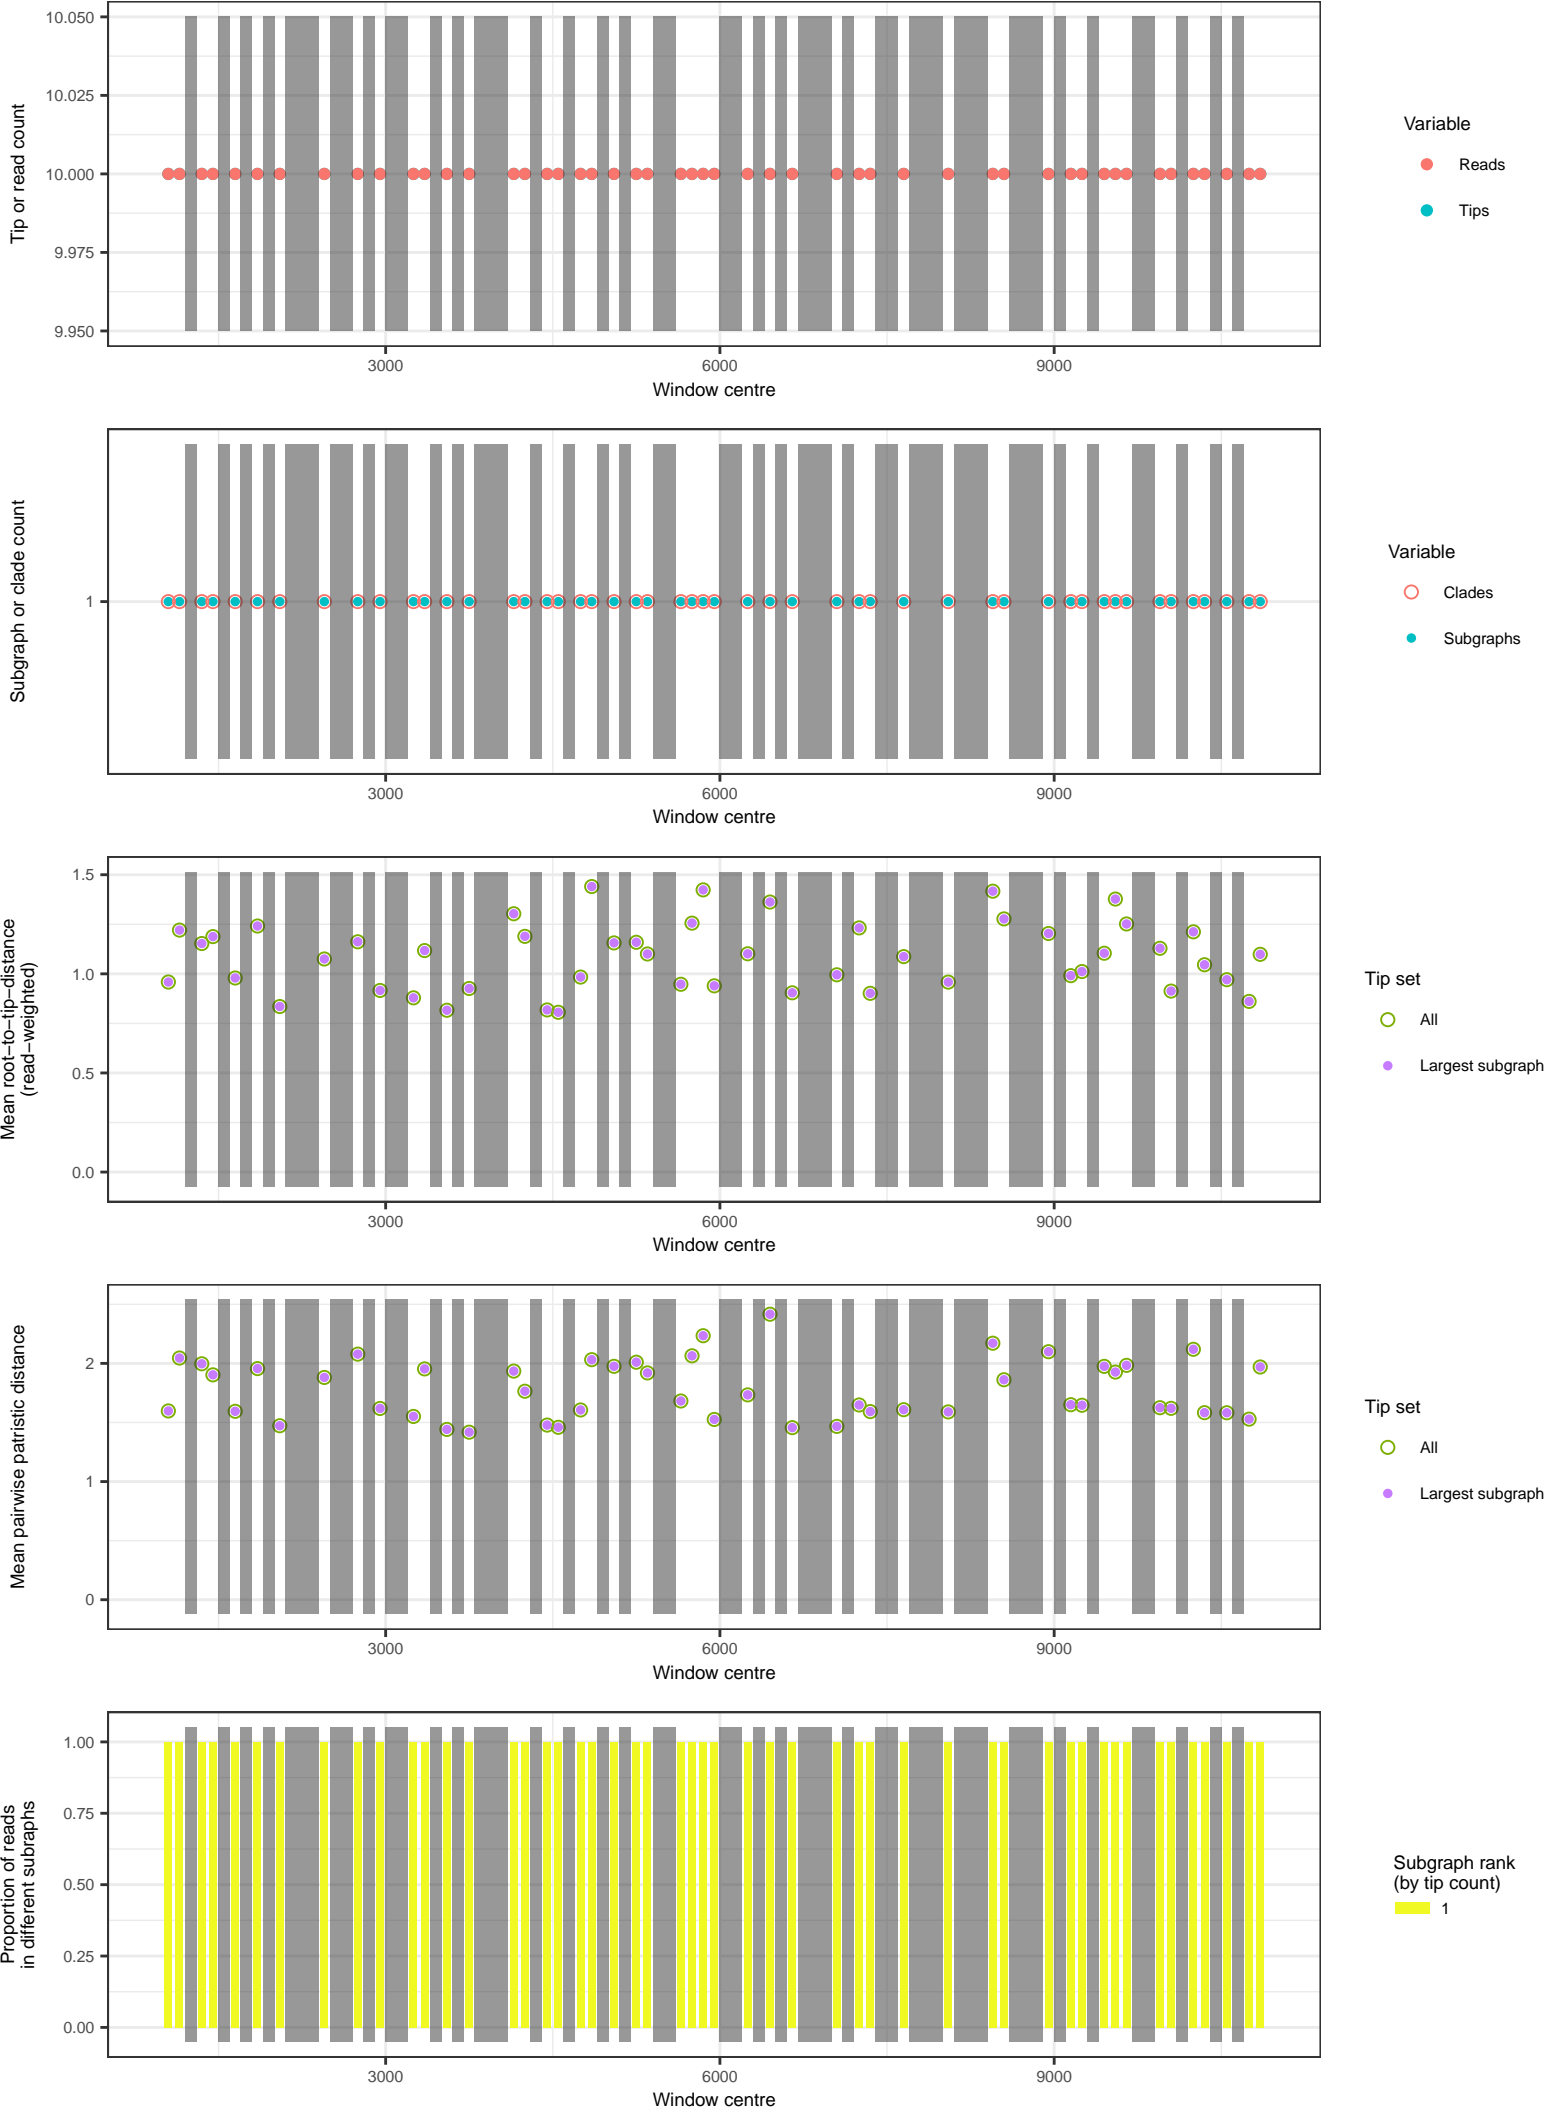 10.050
10.025
10.000
9.975
9.950
Tip or read count
3000 6000 9000
Window centre
Variable
Reads
Tips
1
Subgraph or clade count
3000 6000 9000
Window centre
Variable
Clades
Subgraphs
1.5
1.0
0.5
0.0
Mean root−to−tip−distance
(read−weighted)
3000 6000 9000
Window centre
Tip set
All
Largest subgraph
2
1
0
Mean pairwise patristic distance
3000 6000 9000
Window centre
Tip set
All
Largest subgraph
1.00
0.75
0.50
0.25
0.00
Proportion of reads
in different subraphs
3000 6000 9000
Window centre
Subgraph rank
(by tip count)
1